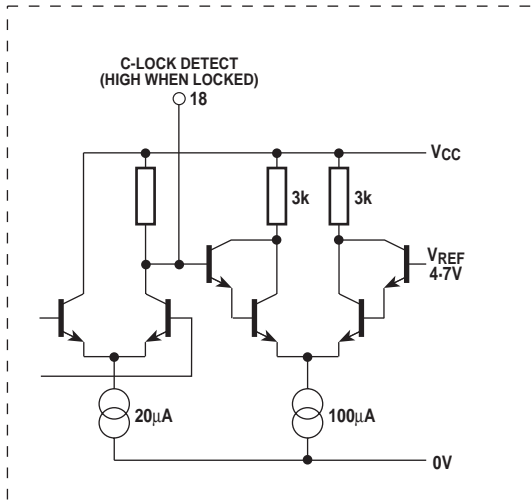 C-LOCK DETECT
(HIGH WHEN LOCKED)
18
VCC
3k
3k
VREF
4·7V
20µA
100µA
0V